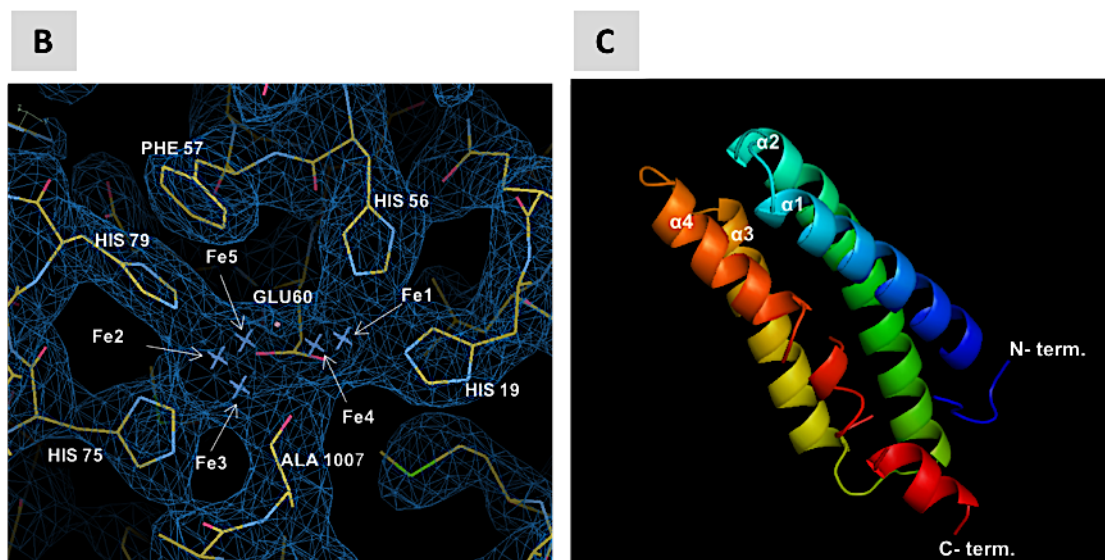 B
C
PHE 57
HIS 56
HIS 79
Fe5
GLU60
Fe1
Fe2
HIS 19
Fe4
HIS 75
Fe3
ALA 1007
α2
α1
α4
α3
N- term.
C- term.